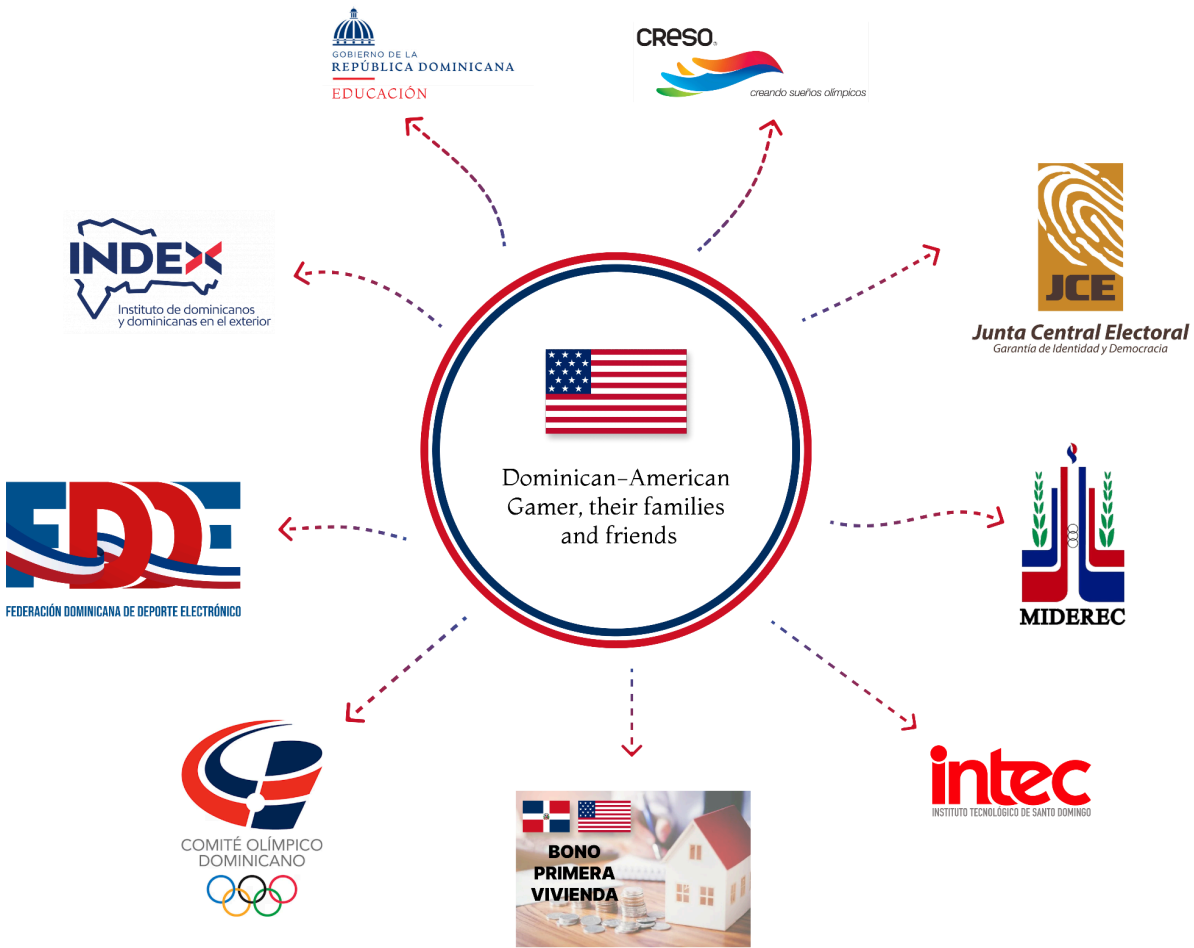 GOBIERNO DE LA
REPÚBLICA DOMINICANA
EDUCACIÓN
CRESO
creando sueños olímpicos
INDEX
Instituto de dominicanos
y dominicanas en el exterior
JCE
Junta Central Electoral
Garantía de Identidad y Democracia
Dominican-American
Gamer, their families
and friends
FDDE
FEDERACIÓN DOMINICANA DE DEPORTE ELECTRÓNICO
MIDEREC
COMITÉ OLÍMPICO
DOMINICANO
BONO
PRIMERA
VIVIENDA
intec
INSTITUTO TECNOLÓGICO DE SANTO DOMINGO